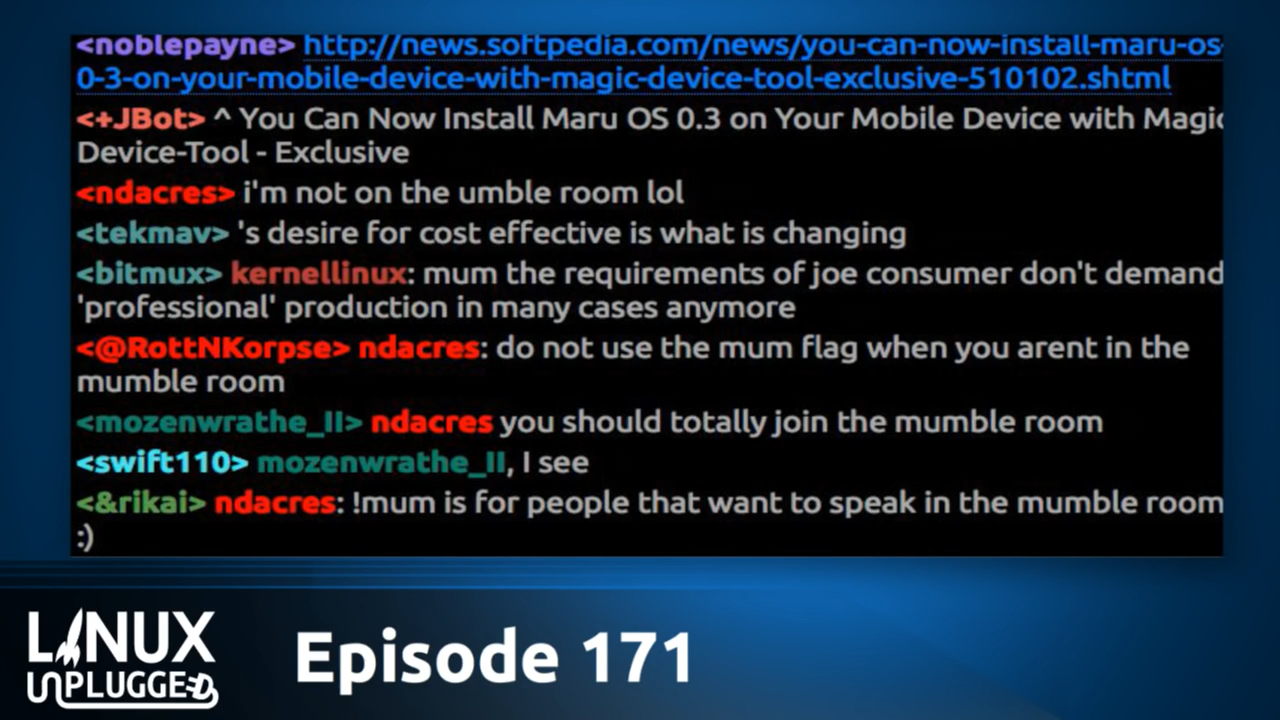 <noblepayne> http://news.softpedia.com/news/you-can-now-install-maru-os-
0-3-on-your-mobile-device-with-magic-device-tool-exclusive-510102.shtml
<+JBot> ^ You Can Now Install Maru OS 0.3 on Your Mobile Device with Magic
Device-Tool - Exclusive
<ndacres> i'm not on the umble room lol
<tekmav> 's desire for cost effective is what is changing
<bitmux> kernellinux: mum the requirements of joe consumer don't demand
'professional' production in many cases anymore
<@RottNKorpse> ndacres: do not use the mum flag when you arent in the
mumble room
<mozenwrathe_II> ndacres you should totally join the mumble room
<swift110> mozenwrathe_II, I see
<&rikai> ndacres: !mum is for people that want to speak in the mumble room
:)
LINUX
UNPLUGGED
Episode 171